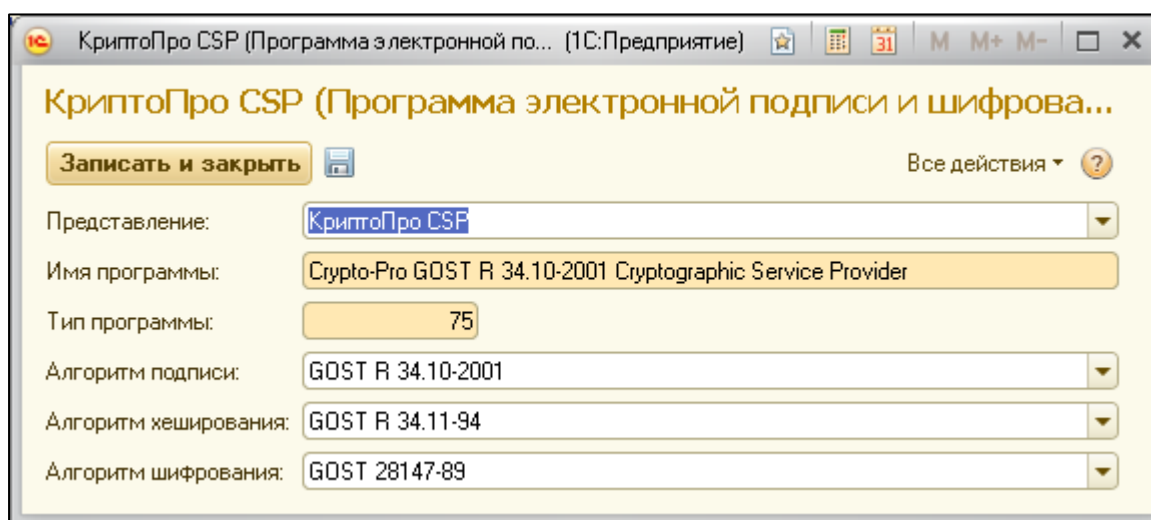 1С КриптоПро CSP (Программа электронной по... (1С:Предприятие) 31 M M+ M-
КриптоПро CSP (Программа электронной подписи и шифрова...
Записать и закрыть Все действия ?
Представление: КриптоПро CSP
Имя программы: Crypto-Pro GOST R 34.10-2001 Cryptographic Service Provider
Тип программы: 75
Алгоритм подписи: GOST R 34.10-2001
Алгоритм хеширования: GOST R 34.11-94
Алгоритм шифрования: GOST 28147-89